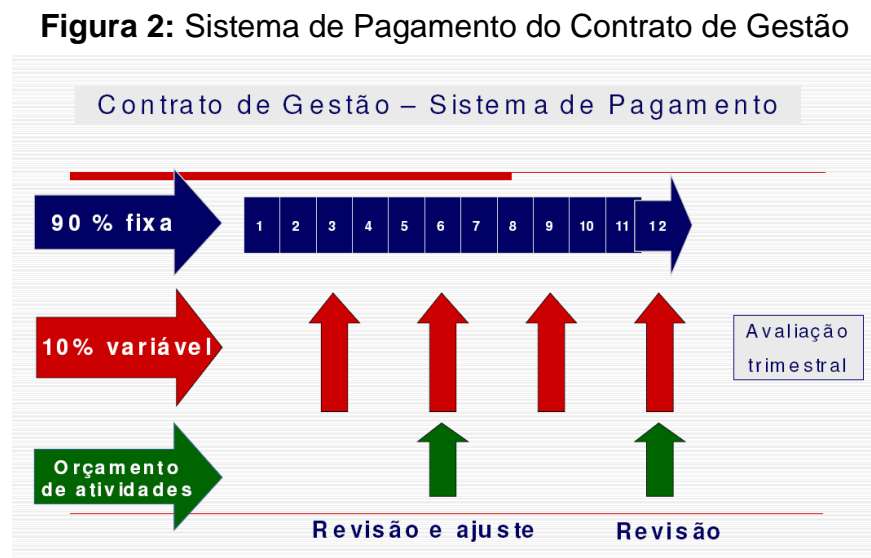 Figura 2: Sistema de Pagamento do Contrato de Gestão
Contrato de Gestão – Sistema de Pagamento
90 % fixa
1 2 3 4 5 6 7 8 9 10 11 12
10% variável
Avaliação
trimestral
Orçamento
de atividades
Revisão e ajuste
Revisão